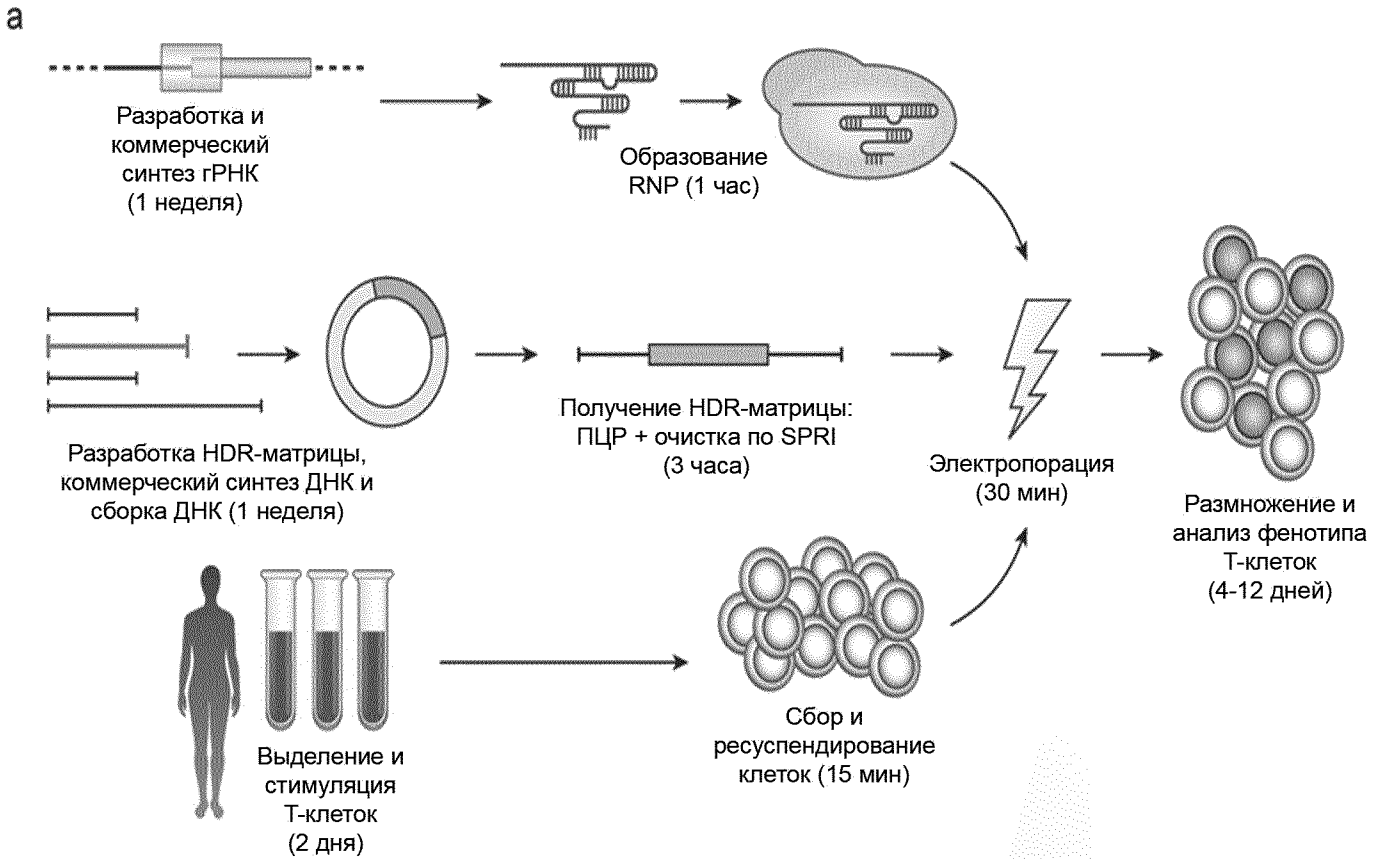 a
Разработка и
коммерческий
синтез гРНК
(1 неделя)
Образование
RNP (1 час)
Разработка HDR-матрицы,
коммерческий синтез ДНК и
сборка ДНК (1 неделя)
Получение HDR-матрицы:
ПЦР + очистка по SPRI
(3 часа)
Электропорация
(30 мин)
Размножение и
анализ фенотипа
Т-клеток
(4-12 дней)
Выделение и
стимуляция
Т-клеток
(2 дня)
Сбор и
ресуспендирование
клеток (15 мин)